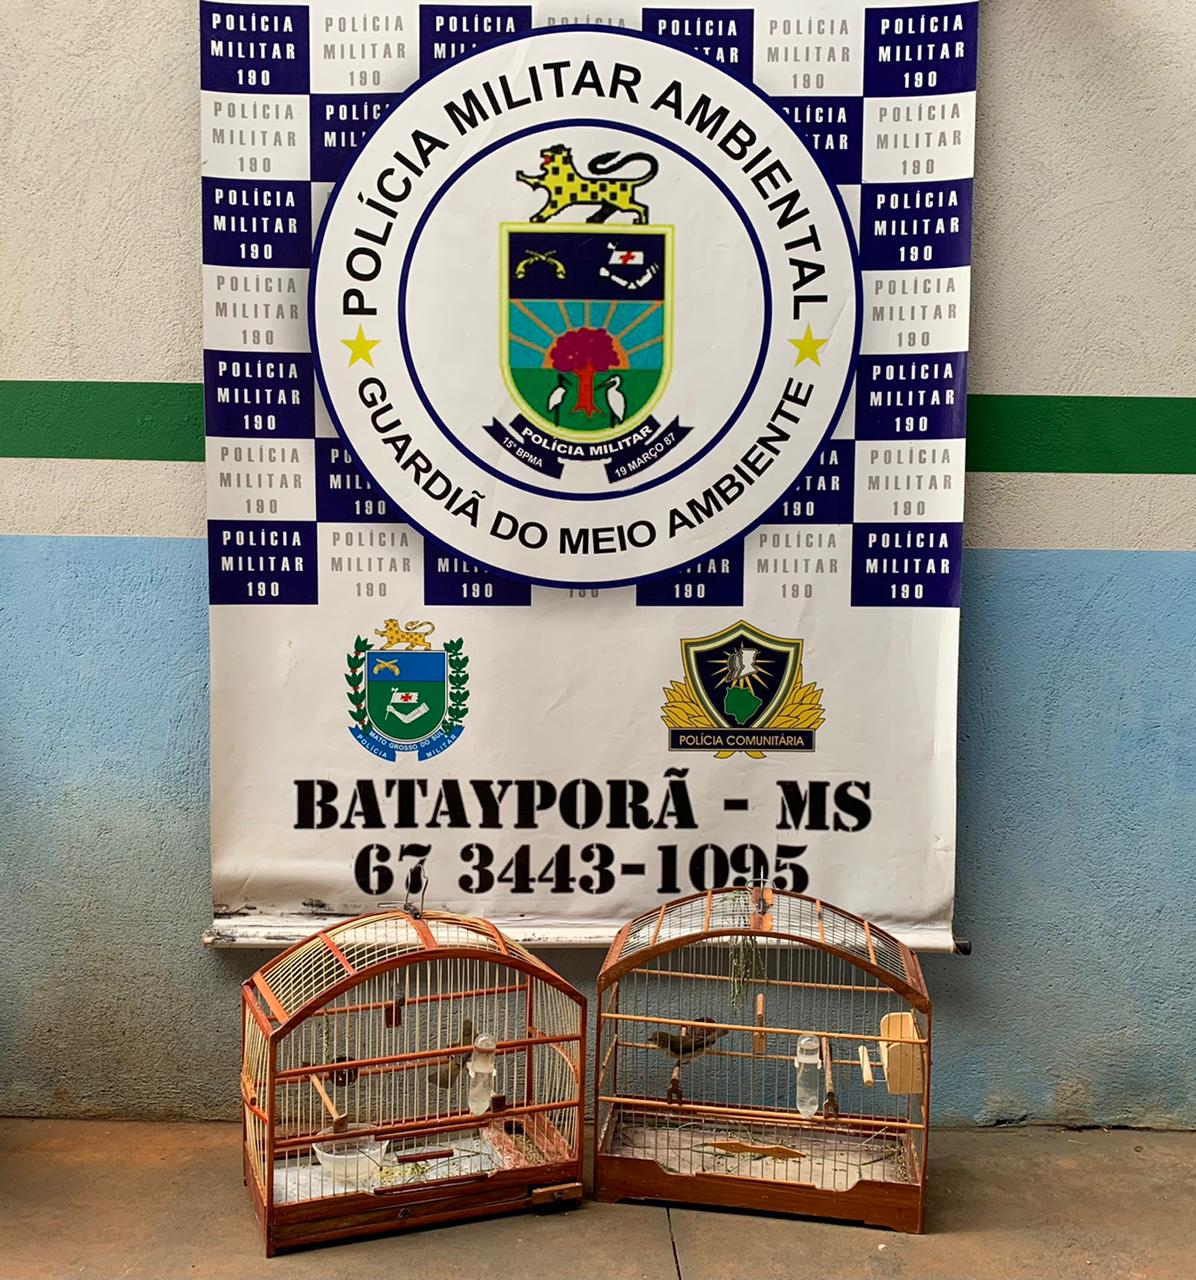 POLÍCIA MILITAR 190
POLÍCIA MILITAR AMBIENTAL
GUARDIÃ DO MEIO AMBIENTE
POLÍCIA MILITAR
15º BPMA
19 MARÇO 87
MATO GROSSO DO SUL
POLÍCIA MILITAR
POLÍCIA COMUNITÁRIA
BATAYPORÃ - MS
67 3443-1095